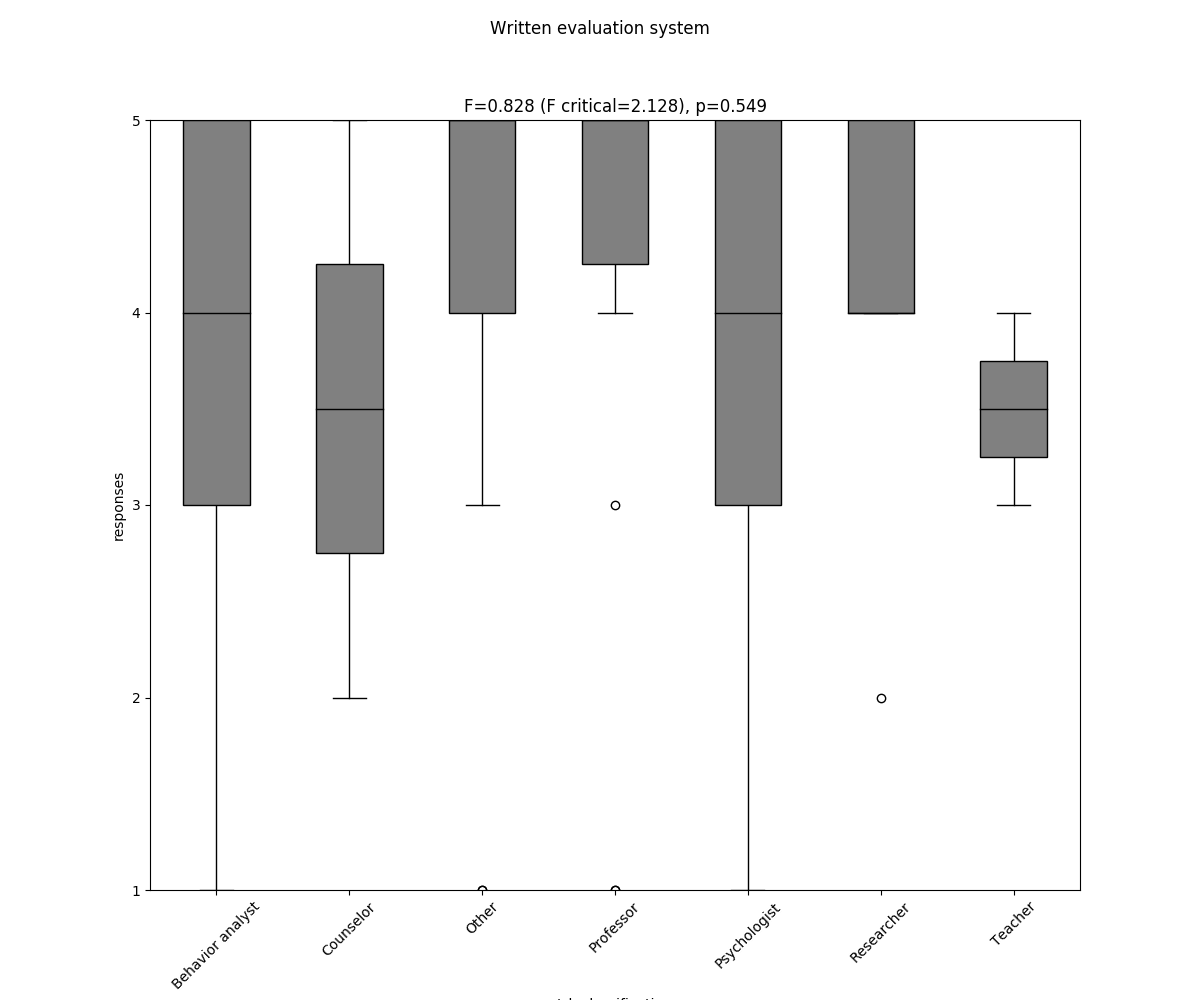 Written evaluation system
F=0.828 (F critical=2.128), p=0.549
5
4
3
2
1
responses
Behavior analyst
Counselor
Other
Professor
Psychologist
Researcher
Teacher